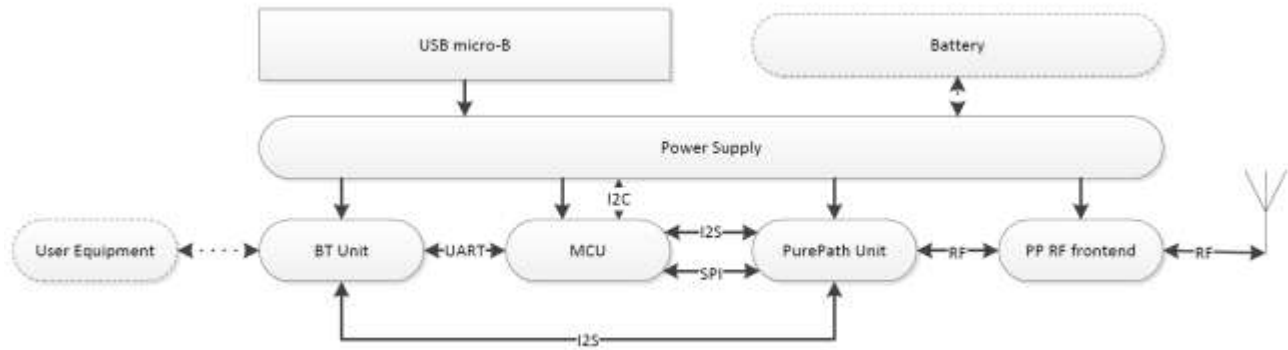 USB micro-B
Battery
Power Supply
I2C
User Equipment
BT Unit
UART
MCU
I2S
SPI
PurePath Unit
RF
PP RF frontend
RF
I2S